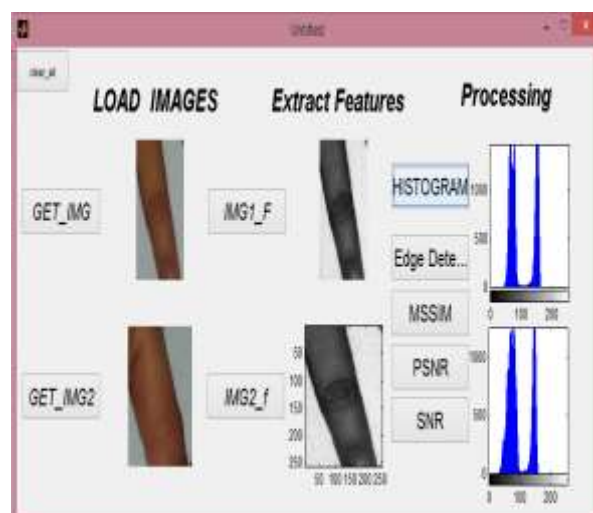 Untitled
clear_all
LOAD IMAGES
Extract Features
Processing
GET_IMG
IMG1_F
HISTOGRAM
Edge Dete...
MSSIM
PSNR
SNR
GET_IMG2
IMG2_f
50
100
150
200
250
50 100 150 200 250
1000
500
0
0 100 200
1000
500
0
0 100 200